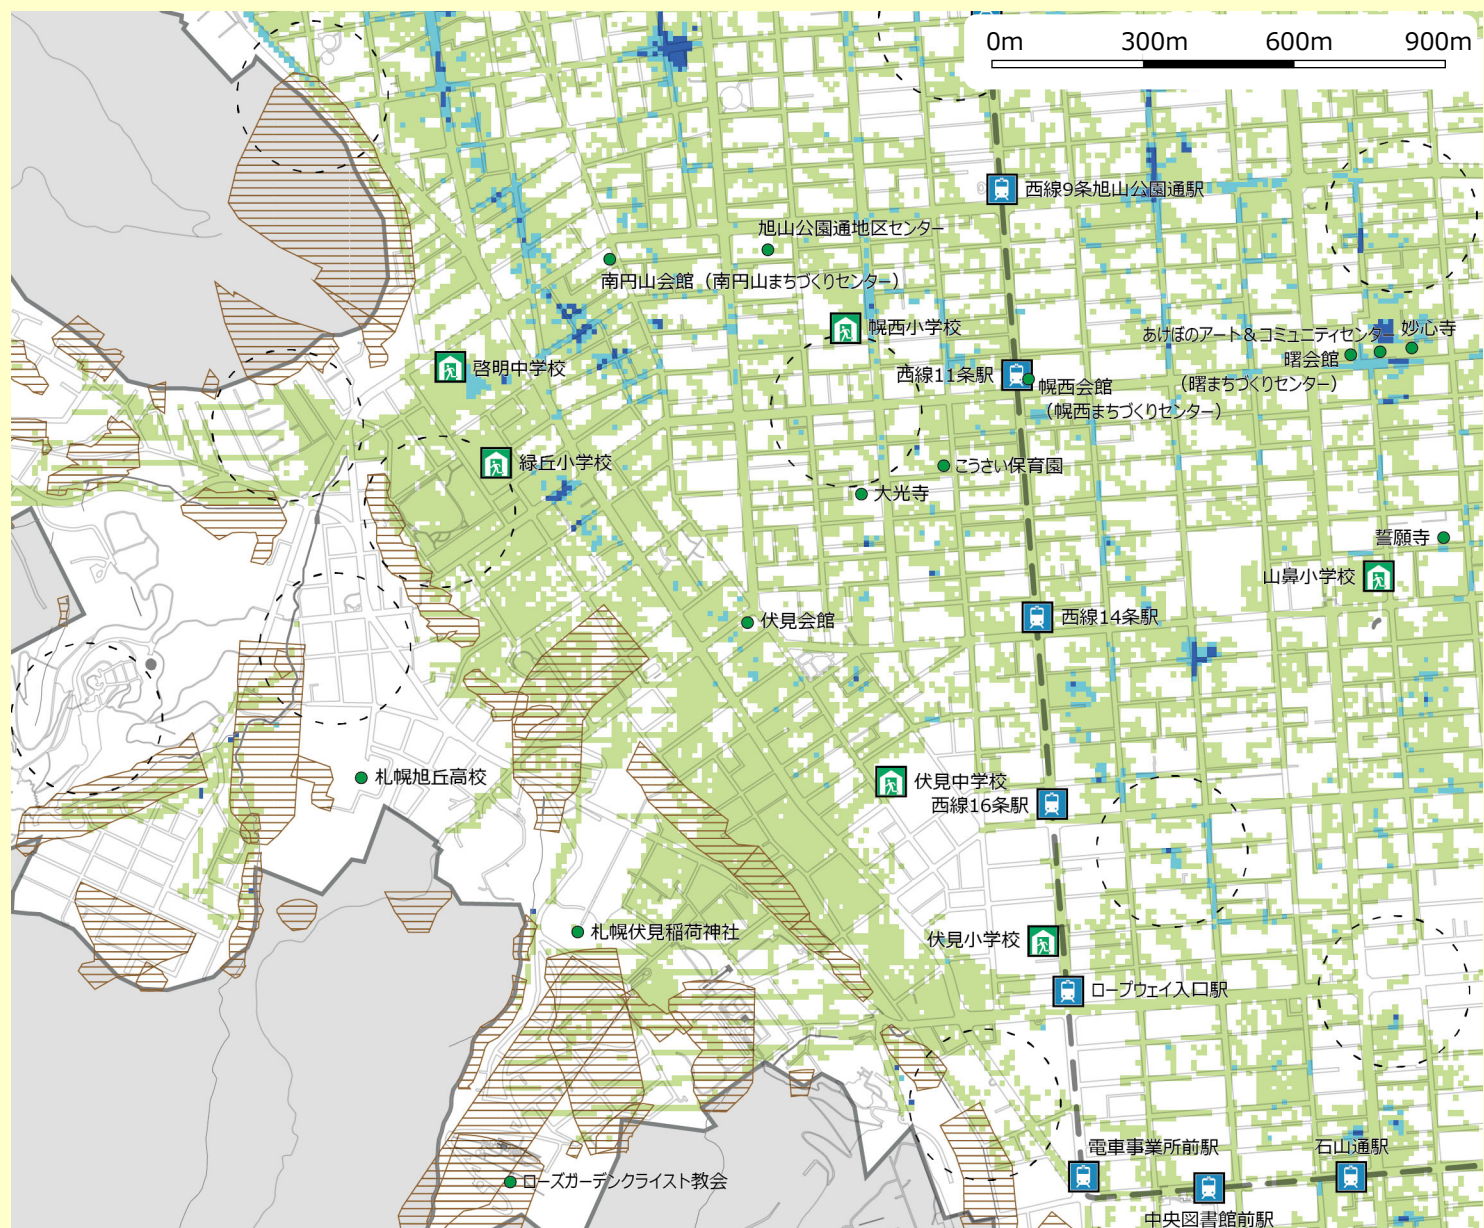 0m 300m 600m 900m
西線9条旭山公園通駅
旭山公園通地区センター
南円山会館（南円山まちづくりセンター）
幌西小学校
あけぼのアート＆コミュニティセンター
妙心寺
曙会館
（曙まちづくりセンター）
啓明中学校
西線11条駅
幌西会館
（幌西まちづくりセンター）
緑丘小学校
こうさい保育園
大光寺
誓願寺
山鼻小学校
伏見会館
西線14条駅
札幌旭丘高校
伏見中学校
西線16条駅
札幌伏見稲荷神社
伏見小学校
ロープウェイ入口駅
電車事業所前駅
石山通駅
ローズガーデンクライスト教会
中央図書館前駅